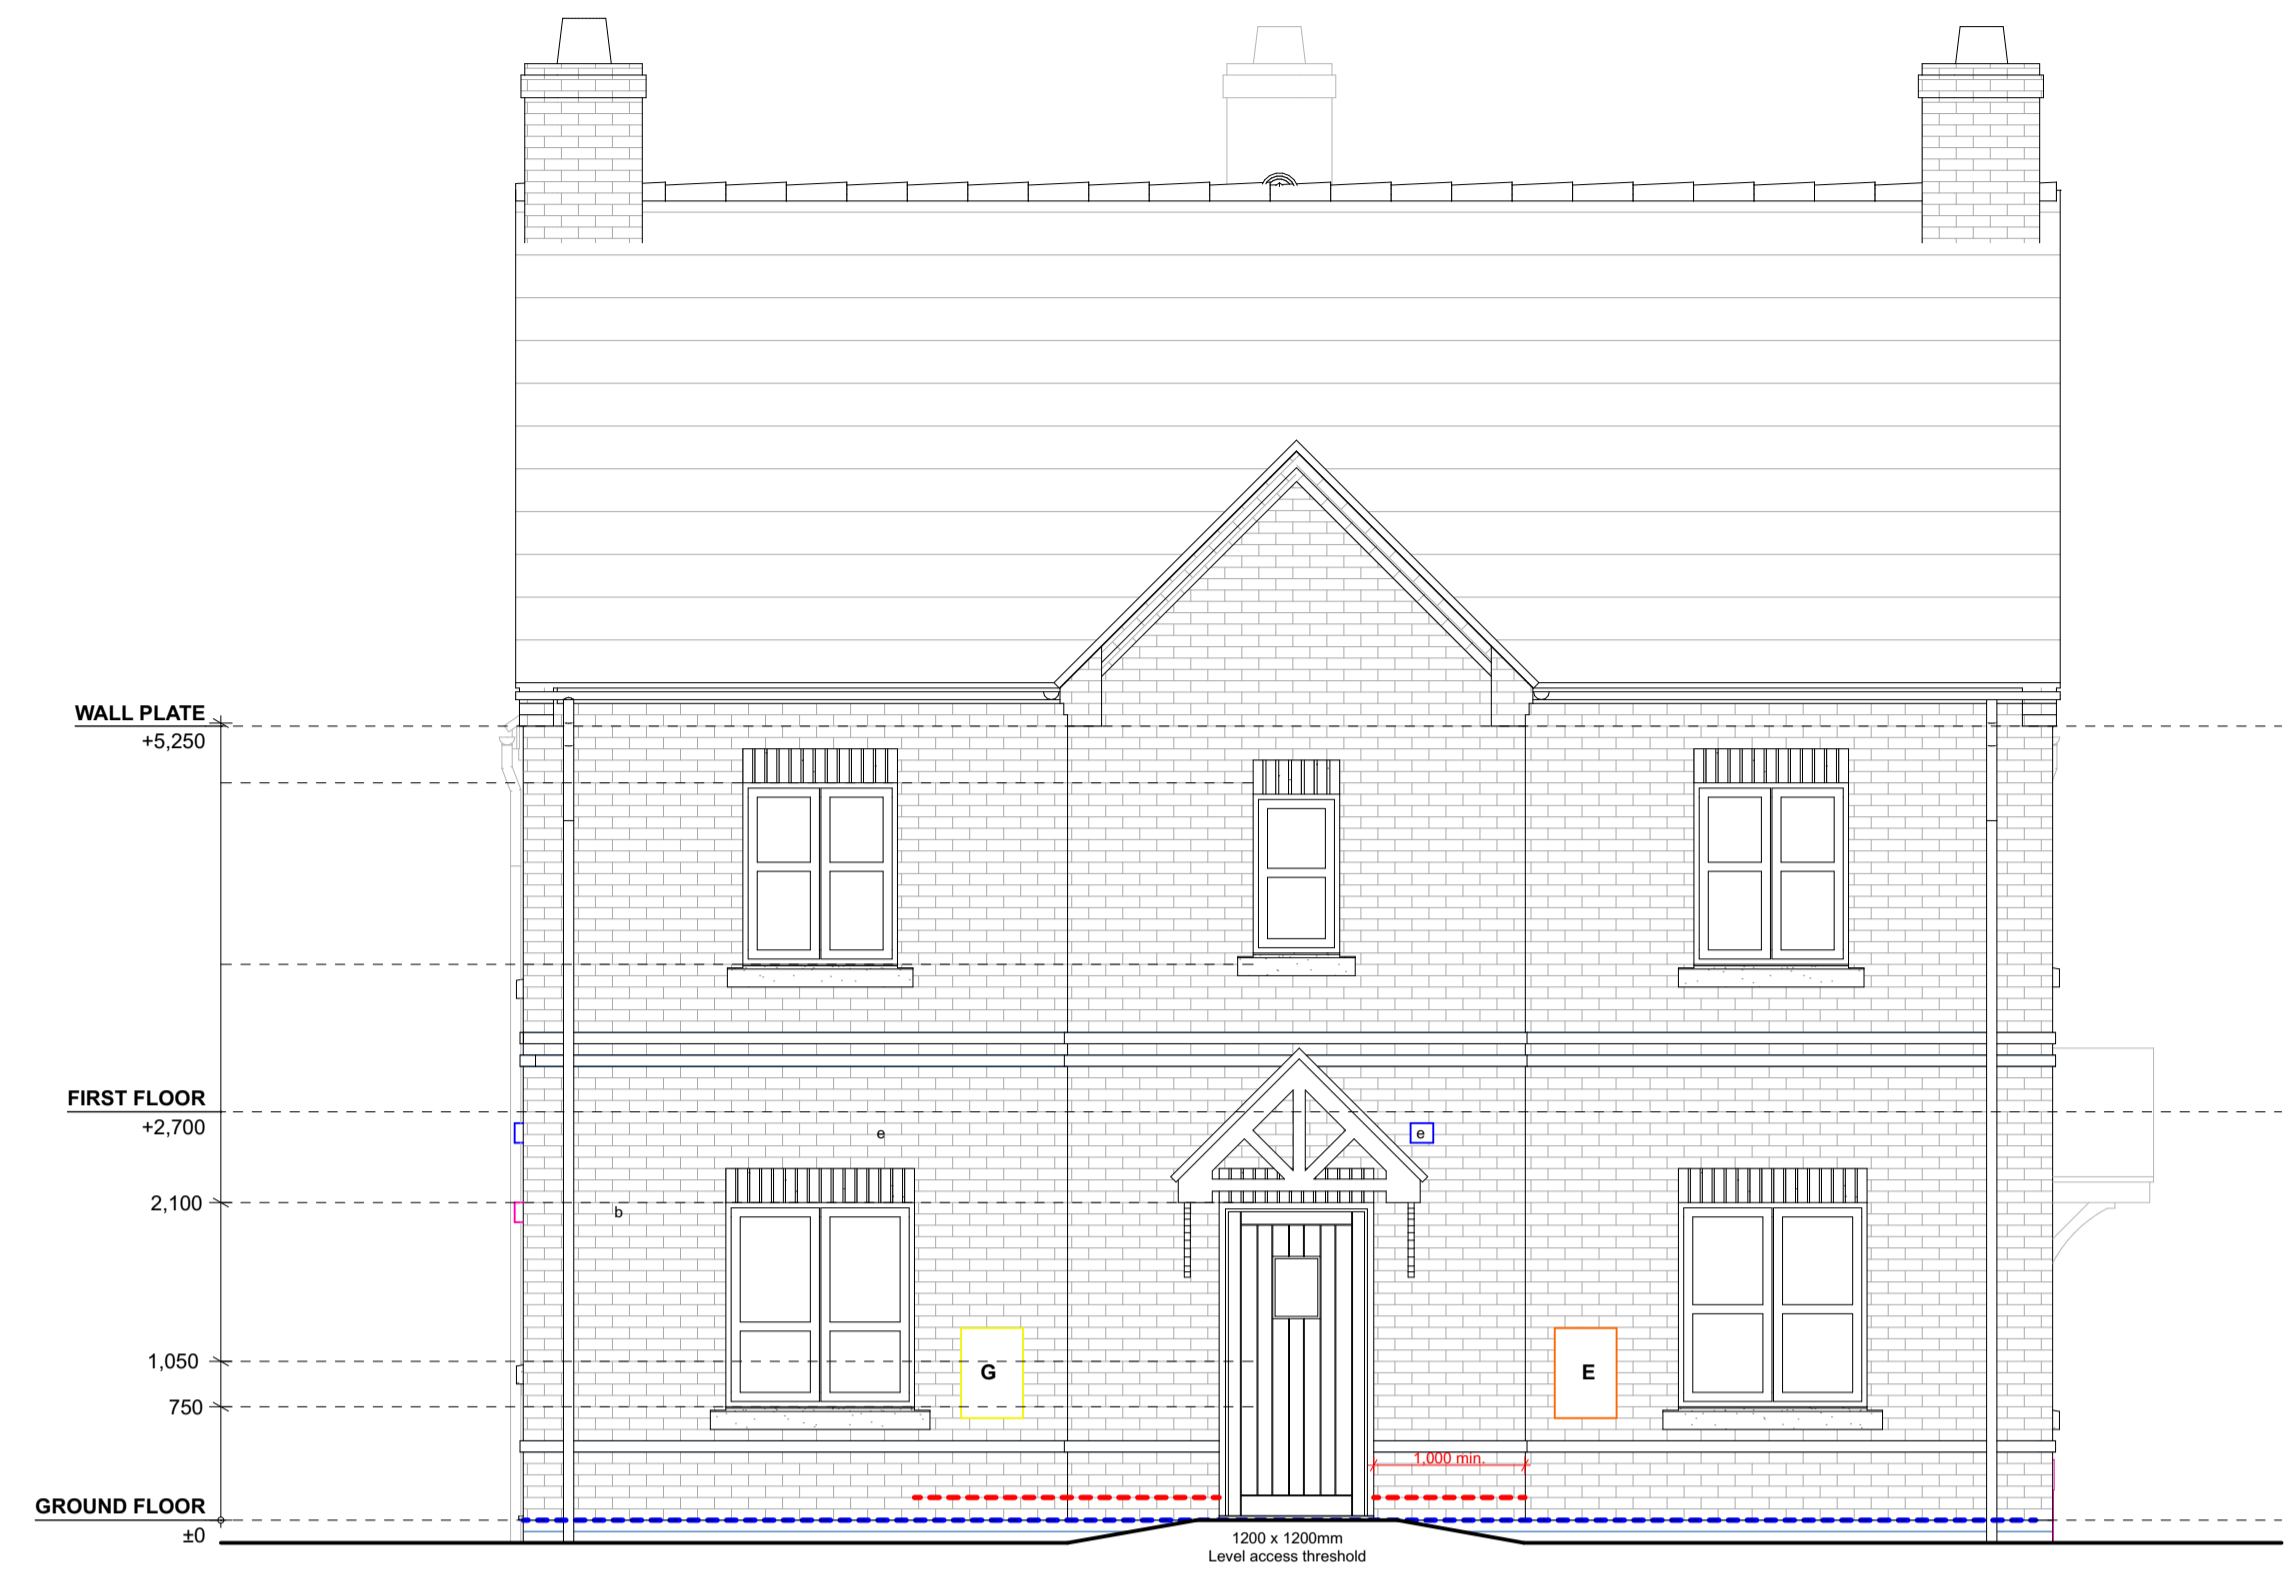 WALL PLATE
+5,250
FIRST FLOOR
+2,700
e
e
2,100
b
1,050
G
E
750
1,000 min.
GROUND FLOOR
±0
1200 x 1200mm
Level access threshold